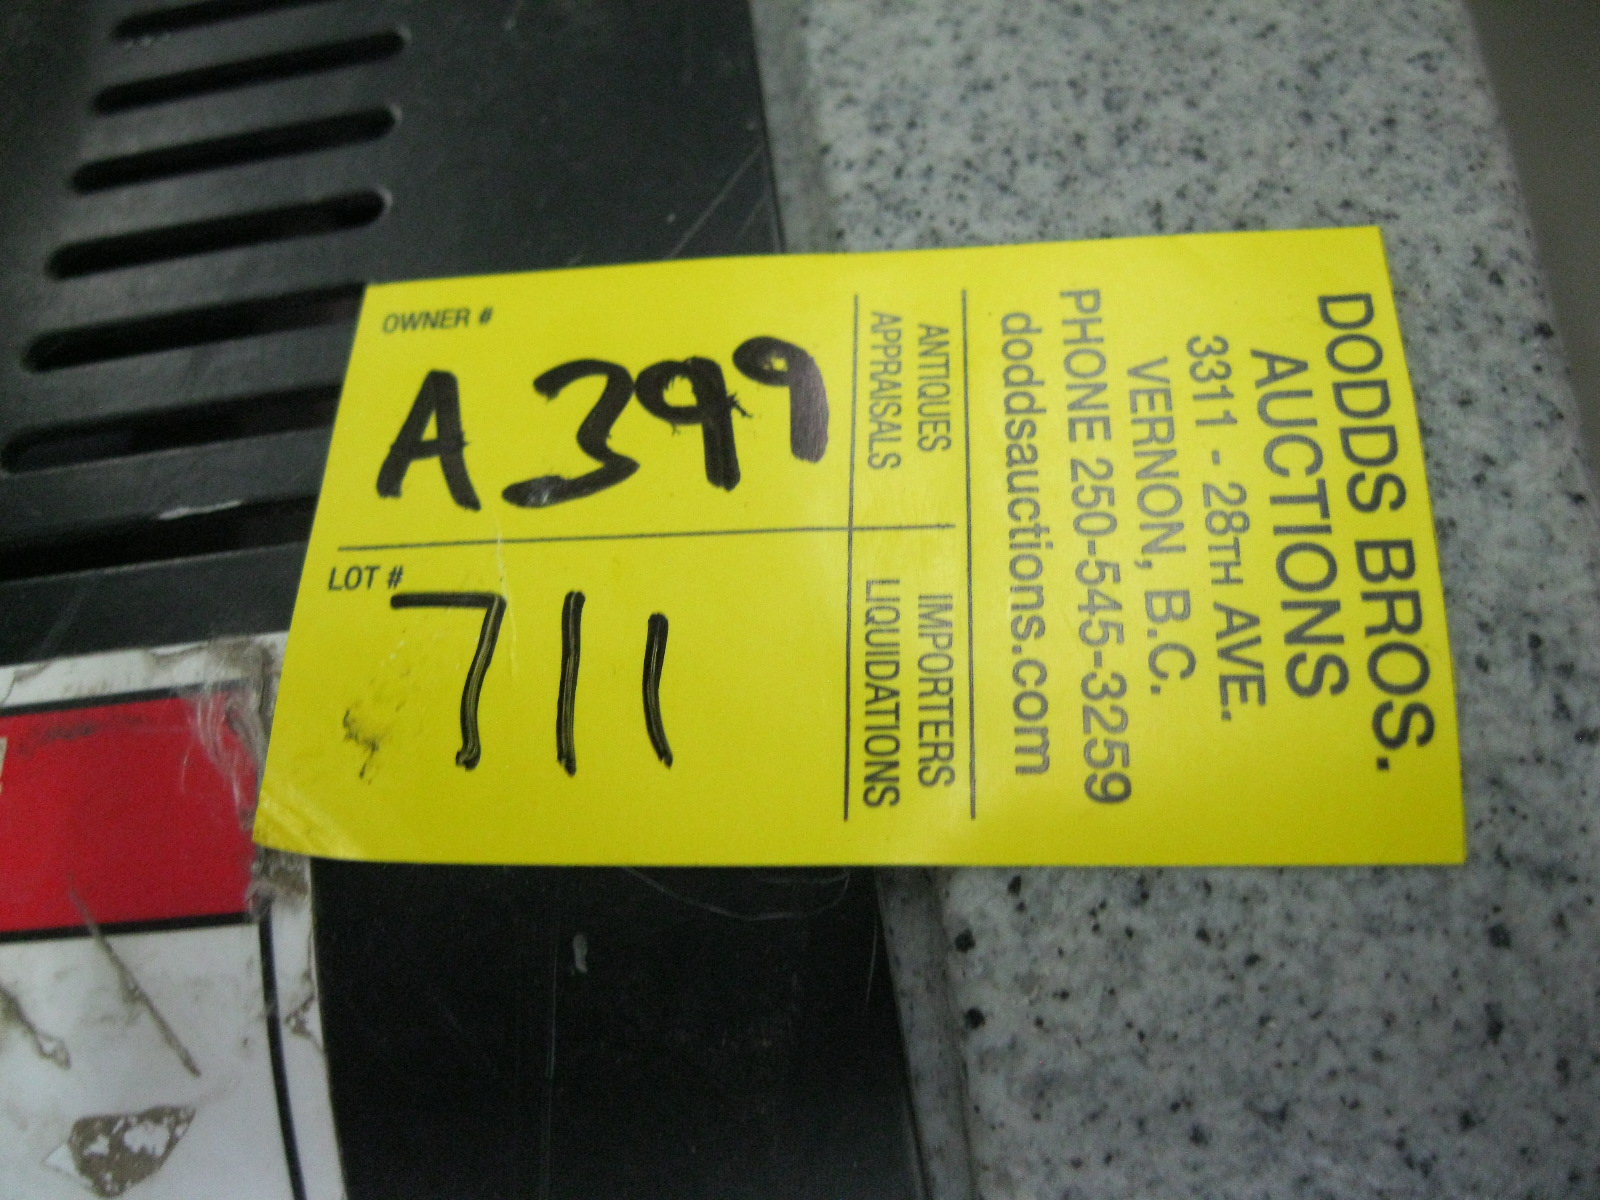 DODDS BROS.
AUCTIONS
3311 - 28TH AVE.
VERNON, B.C.
PHONE 250-545-3259
doddsauctions.com
ANTIQUES
APPRAISALS
IMPORTERS
LIQUIDATIONS
OWNER #
A399
LOT #
711